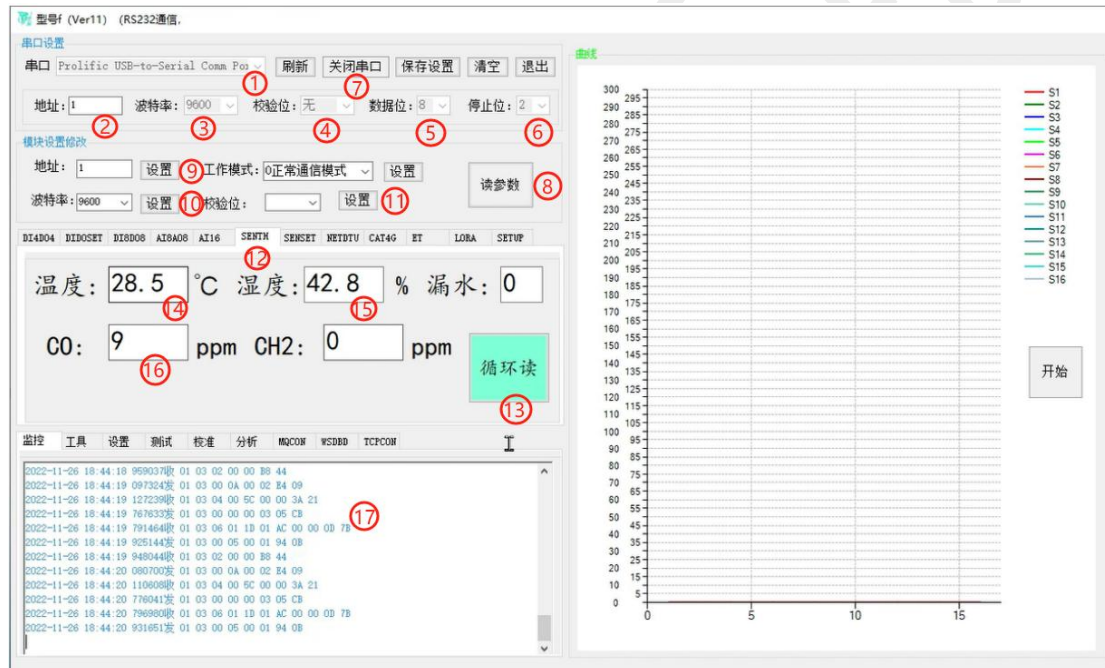 型号f (Ver11) (RS232通信,
串口设置
串口 Prolific USB-to-Serial Comm Por 刷新 关闭串口 保存设置 清空 退出
① ⑦
地址: 1 波特率: 9600 校验位: 无 数据位: 8 停止位: 2
② ③ ④ ⑤ ⑥
模块设置修改
地址: 1 设置 ⑨ 工作模式: 0正常通信模式 设置
读参数 ⑧
波特率: 9600 设置 ⑩ 校验位: 设置 ⑪
DI4DO4 DIDOSET DI8DO8 AI8AO8 AI16 SENTH SENSET NETDTU CAT4G ET LORA SETUP
⑫
温度: 28.5 ℃ 湿度: 42.8 % 漏水: 0
⑭ ⑮
CO: 9 ppm CH2: 0 ppm
⑯
循环读
⑬
监控 工具 设置 测试 校准 分析 MQCON WSDBD TCPCON
2022-11-26 18:44:18 959037收 01 03 02 00 00 B8 44
2022-11-26 18:44:19 097324发 01 03 00 0A 00 02 E4 09
2022-11-26 18:44:19 127239收 01 03 04 00 5C 00 00 3A 21
2022-11-26 18:44:19 767633发 01 03 00 00 00 03 05 CB
2022-11-26 18:44:19 791464收 01 03 06 01 1D 01 AC 00 00 0D 7B
⑰
2022-11-26 18:44:19 925144发 01 03 00 05 00 01 94 0B
2022-11-26 18:44:19 948044收 01 03 02 00 00 B8 44
2022-11-26 18:44:20 080700发 01 03 00 0A 00 02 E4 09
2022-11-26 18:44:20 110608收 01 03 04 00 5C 00 00 3A 21
2022-11-26 18:44:20 776041发 01 03 00 00 00 03 05 CB
2022-11-26 18:44:20 796980收 01 03 06 01 1D 01 AC 00 00 0D 7B
2022-11-26 18:44:20 931651发 01 03 00 05 00 01 94 0B
曲线
300
295
290
285
280
275
270
265
260
255
250
245
240
235
230
225
220
215
210
205
200
195
190
185
180
175
170
165
160
155
150
145
140
135
130
125
120
115
110
105
100
95
90
85
80
75
70
65
60
55
50
45
40
35
30
25
20
15
10
5
0
0 5 10 15
S1
S2
S3
S4
S5
S6
S7
S8
S9
S10
S11
S12
S13
S14
S15
S16
开始